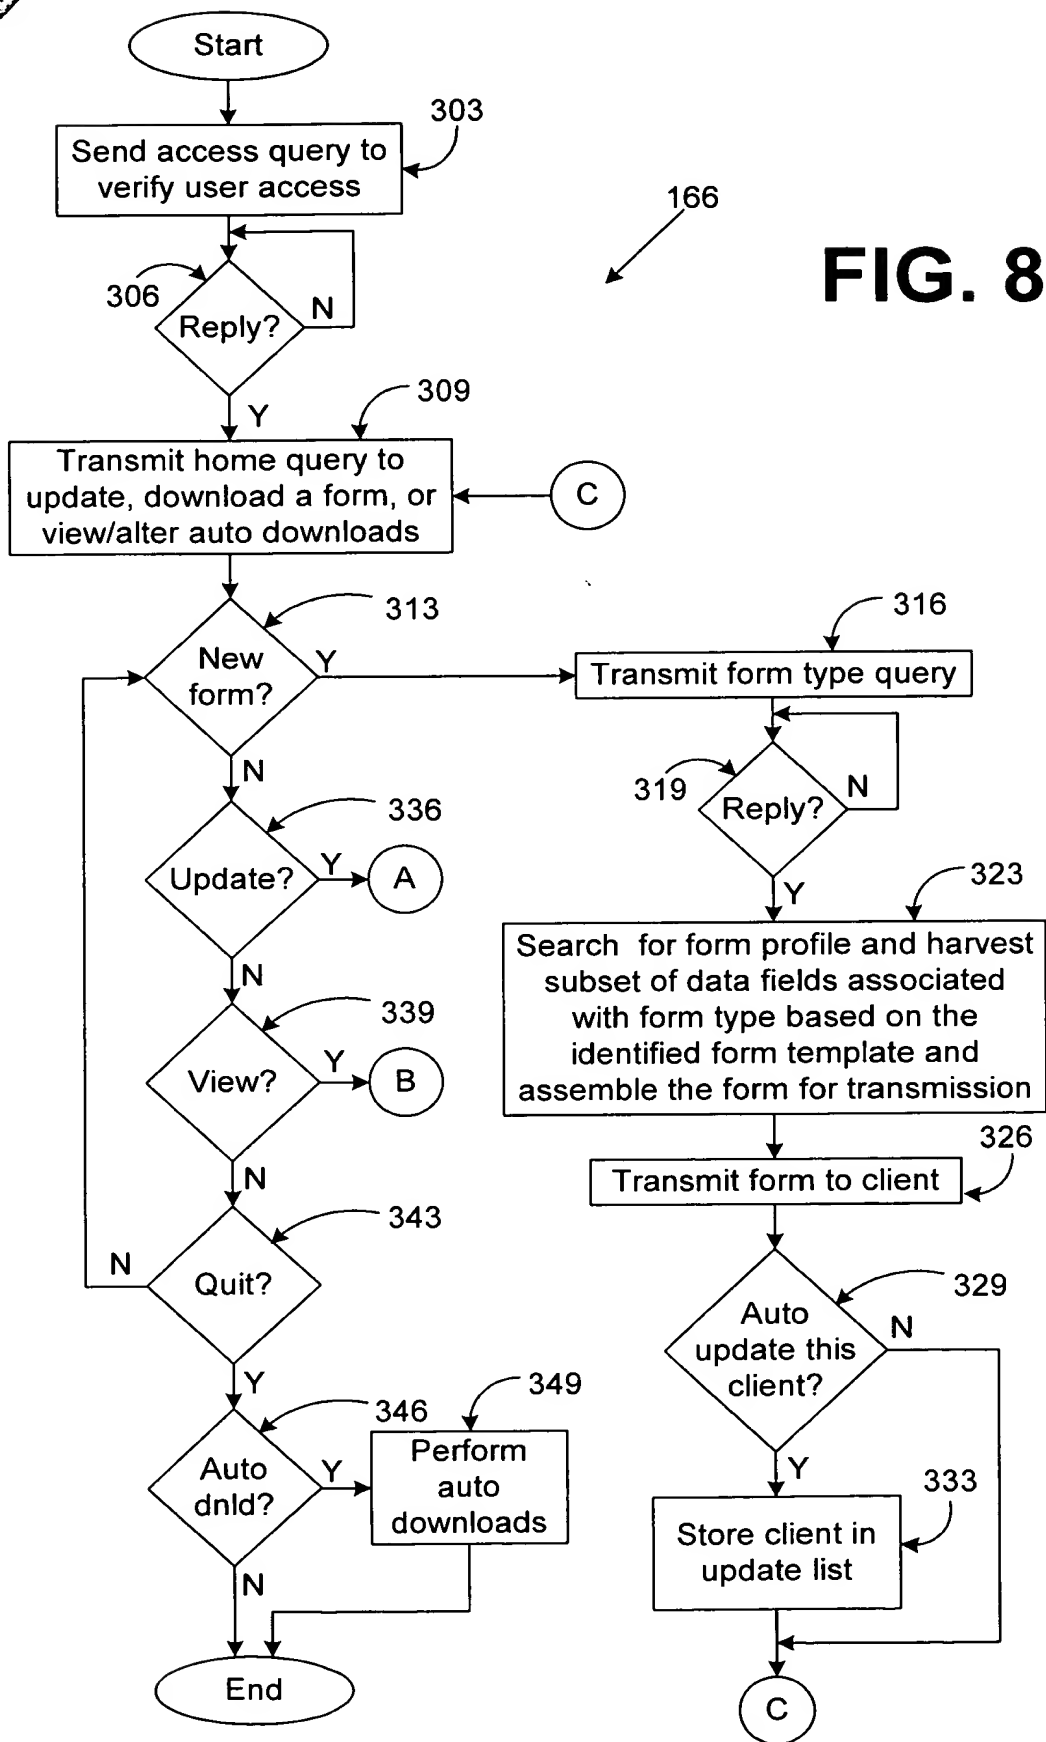 Start
303
Send access query to
verify user access
166
FIG. 8
306
Reply?
N
Y
309
Transmit home query to
update, download a form, or
view/alter auto downloads
C
313
New
form?
Y
N
316
Transmit form type query
319
Reply?
N
Y
323
Search for form profile and harvest
subset of data fields associated
with form type based on the
identified form template and
assemble the form for transmission
326
Transmit form to client
329
Auto
update this
client?
N
Y
333
Store client in
update list
C
336
Update?
Y
A
N
339
View?
Y
B
N
343
Quit?
N
Y
346
Auto
dnld?
Y
N
349
Perform
auto
downloads
End